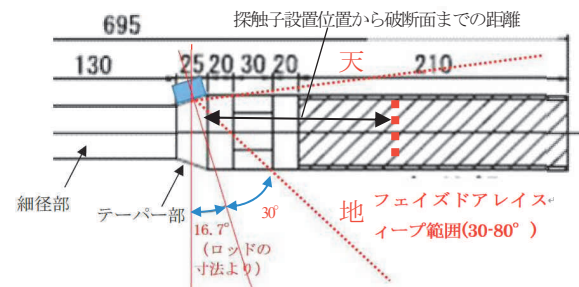 695
探触子設置位置から破断面までの距離
130
25
20
30
20
天
210
細径部
テーパー部
16.7°
（ロッドの
寸法より）
30°
地
フェイズドアレイス
ィープ範囲(30-80°)